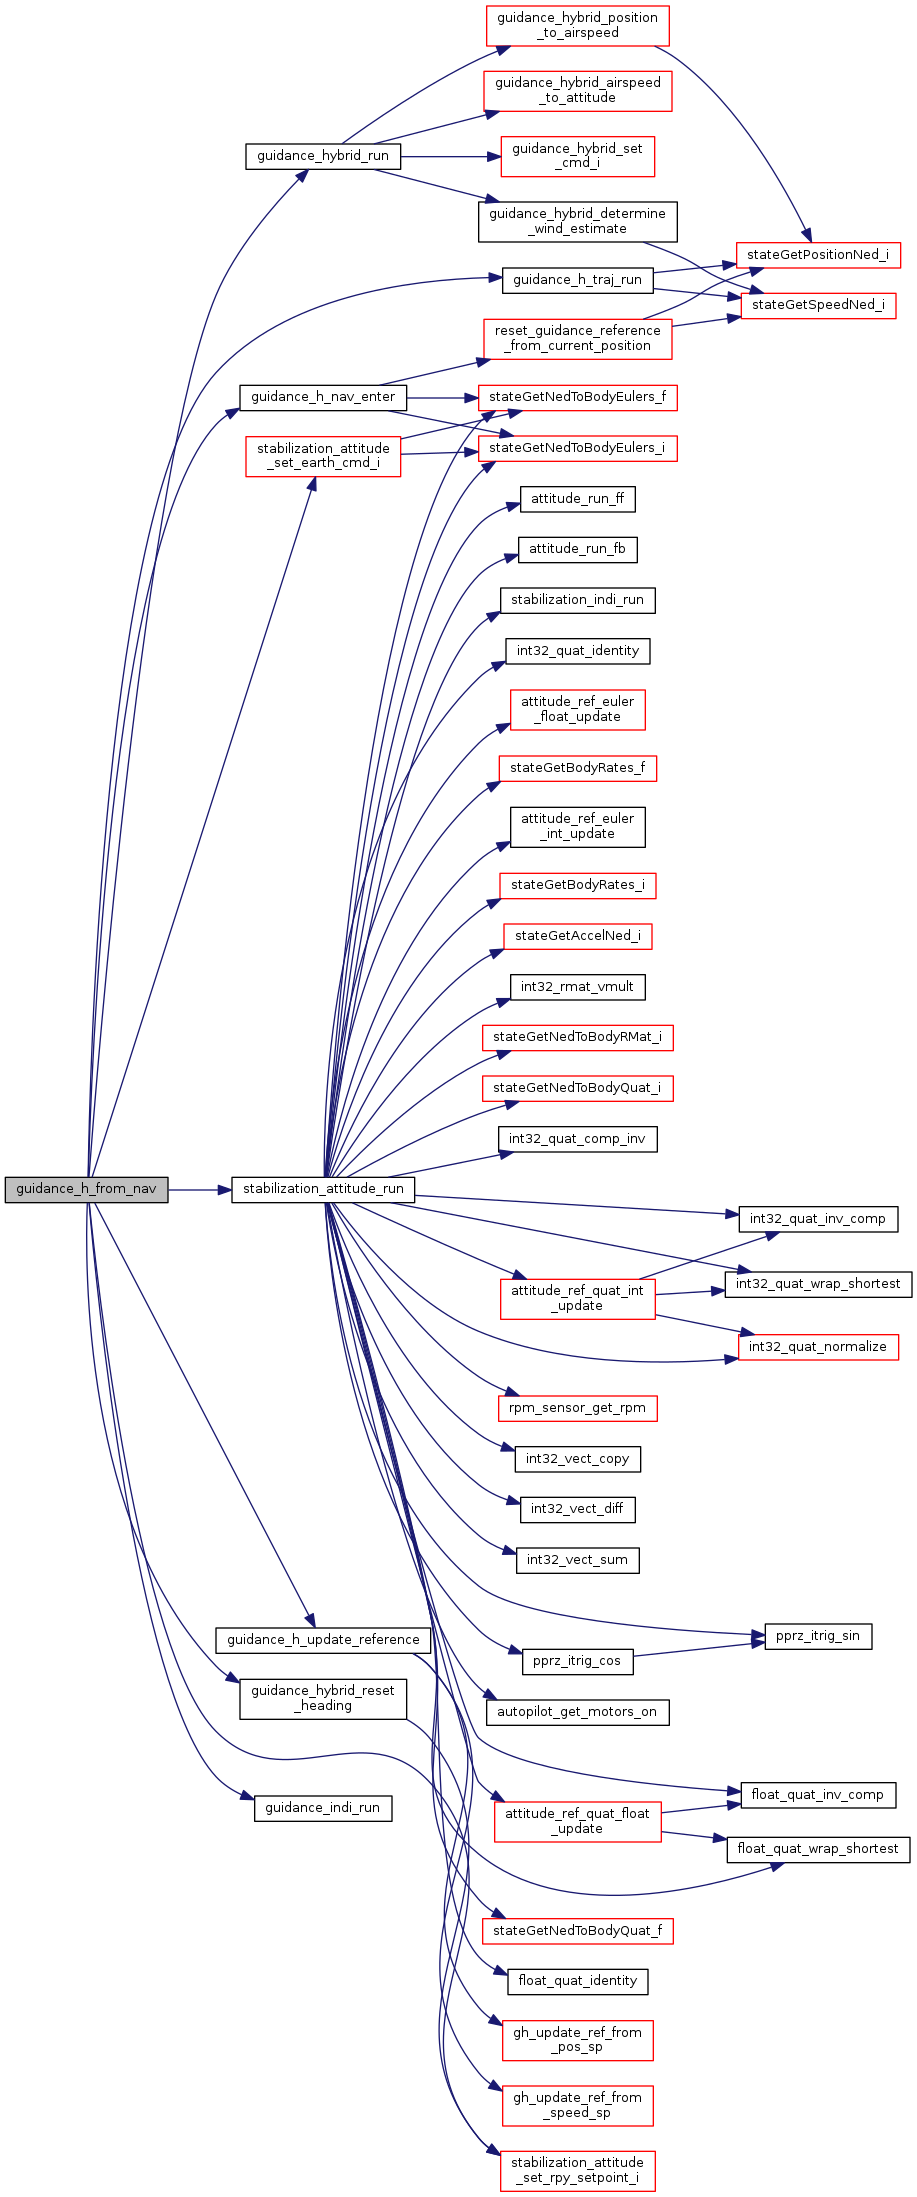 guidance_hybrid_position
_to_airspeed
guidance_hybrid_airspeed
_to_attitude
guidance_hybrid_run
guidance_hybrid_set
_cmd_i
guidance_hybrid_determine
_wind_estimate
stateGetPositionNed_i
guidance_h_traj_run
stateGetSpeedNed_i
reset_guidance_reference
_from_current_position
guidance_h_nav_enter
stateGetNedToBodyEulers_f
stabilization_attitude
_set_earth_cmd_i
stateGetNedToBodyEulers_i
attitude_run_ff
attitude_run_fb
stabilization_indi_run
int32_quat_identity
attitude_ref_euler
_float_update
stateGetBodyRates_f
attitude_ref_euler
_int_update
stateGetBodyRates_i
stateGetAccelNed_i
int32_rmat_vmult
stateGetNedToBodyRMat_i
stateGetNedToBodyQuat_i
int32_quat_comp_inv
guidance_h_from_nav
stabilization_attitude_run
int32_quat_inv_comp
int32_quat_wrap_shortest
attitude_ref_quat_int
_update
int32_quat_normalize
rpm_sensor_get_rpm
int32_vect_copy
int32_vect_diff
int32_vect_sum
pprz_itrig_sin
guidance_h_update_reference
pprz_itrig_cos
guidance_hybrid_reset
_heading
autopilot_get_motors_on
float_quat_inv_comp
guidance_indi_run
attitude_ref_quat_float
_update
float_quat_wrap_shortest
stateGetNedToBodyQuat_f
float_quat_identity
gh_update_ref_from
_pos_sp
gh_update_ref_from
_speed_sp
stabilization_attitude
_set_rpy_setpoint_i